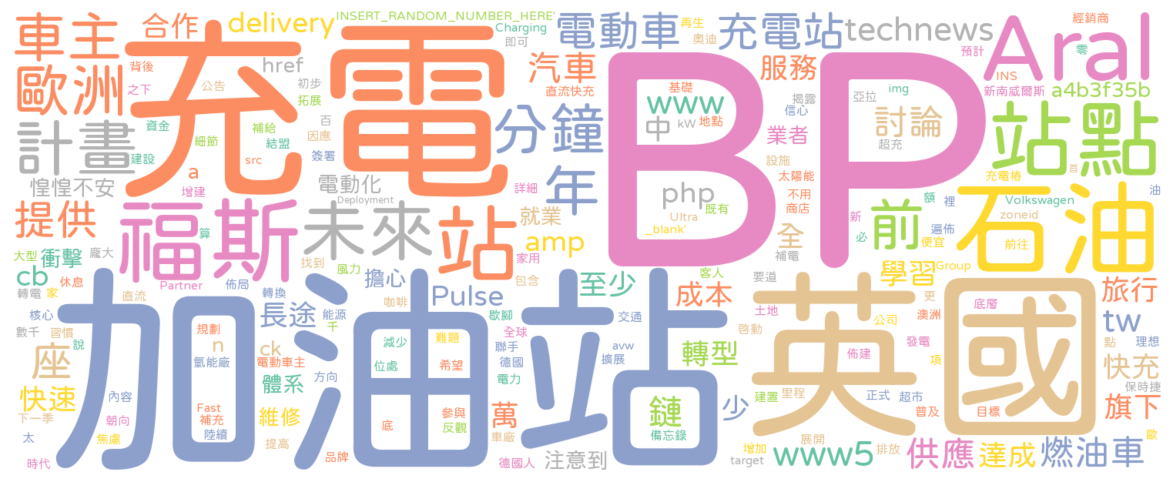 車主
合作
delivery
INSERT_RANDOM_NUMBER_HERE'
Charging
即可
電動車
再生
奧迪
充電站
technews
經銷商
預計
零
Aral
歐洲
背後
之下
公告
充電
href
初步
拓展
汽車
直流快充
BP
基礎
www
中
kW
地點
服務
揭露
信心
亞拉
img
INS
新南威爾斯
a4b3f35b
計畫
建設
資金
細節
補給
結盟
百
因應
簽署
分鐘
業者
討論
超充
站點
惶惶不安
a
src
增建
電動化
Deployment
詳細
年
php
既有
Ultra
_blank'
設施
太陽能
不用
商店
充電樁
普
額
裡
Volkswagen
zoneid
油
提供
福斯
未來
站
就業
amp
家用
全
補電
新
必
前
遍佈
便宜
前往
石油
大型
衝擊
龐大
算
風力
找到
包含
cb
休息
Partner
佈局
擔心
至少
客人
要道
學習
Group
更
轉電
家
直流
轉換
能源
咖啡
Pulse
歇腳
成本
土地
底層
澳洲
旅行
核心
數千
習慣
說
加油站
規劃
n
長途
千
減少
難題
全球
聯手
交通
啓動
英國
公司
發電
tw
座
氫能廠
ck
電動車主
位處
希望
德國
avw
擴展
轉型
佈建
項
點
理想
快速
內容
體系
方向
電力
建置
里程
正式
超市
快充
保時捷
下一季
朝向
Fast
補充
維修
底
參與
反觀
萬
車廠
鏈
備忘錄
少
普及
目標
旗下
太
焦慮
陸續
提高
增加
展開
排放
歐
時代
品牌
德國人
注意到
target
www5
供應
達成
燃油車